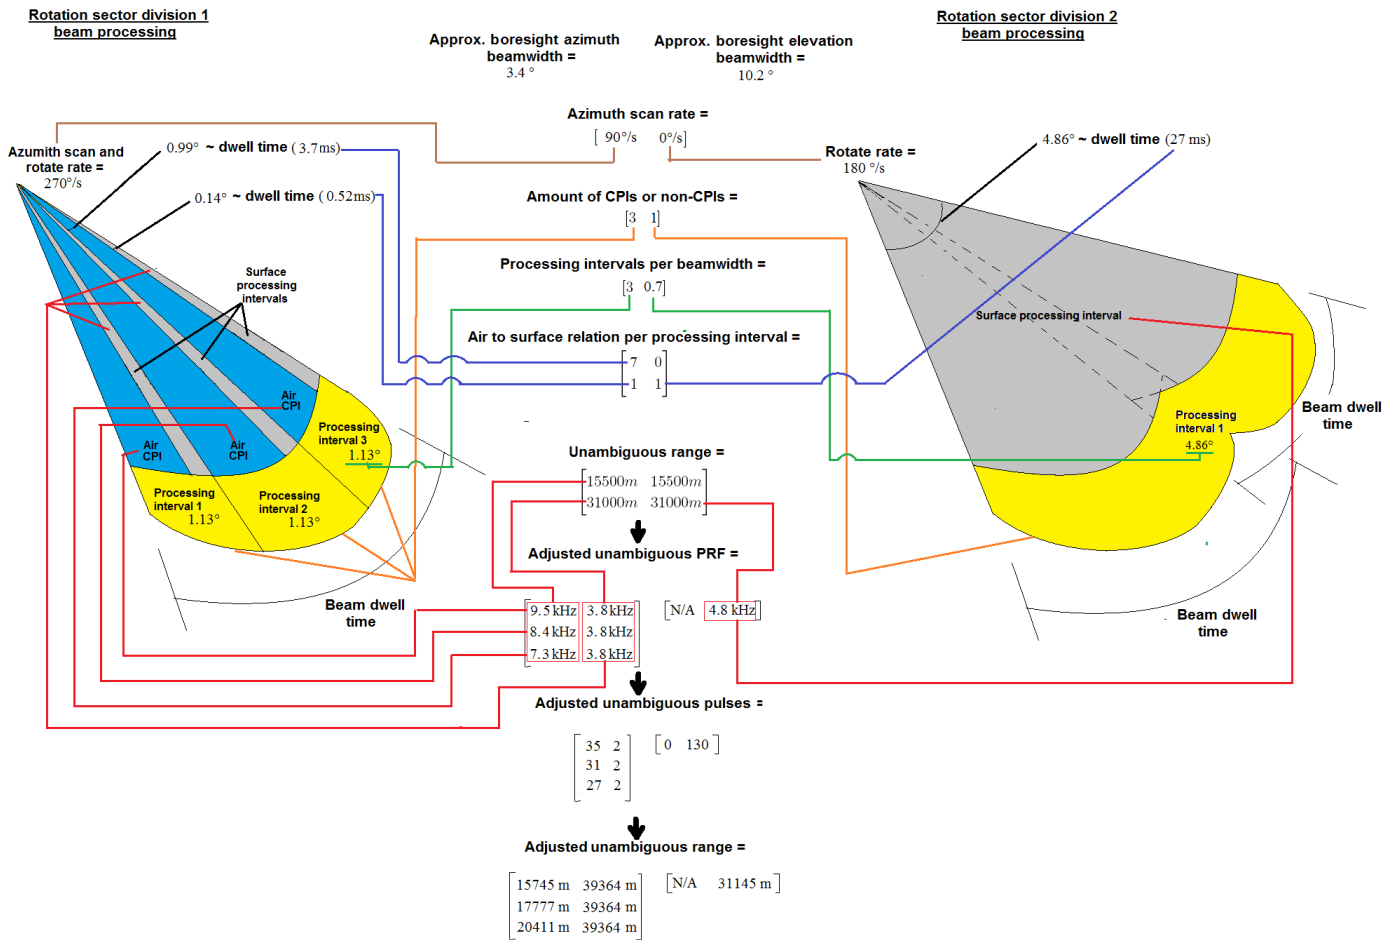 Rotation sector division 1
beam processing
Rotation sector division 2
beam processing
Approx. boresight azimuth
beamwidth =
3.4 °
Approx. boresight elevation
beamwidth =
10.2 °
Azimuth scan rate =
[ 90°/s 0°/s]
Azumith scan and
rotate rate =
270°/s
0.99° ~ dwell time (3.7ms)
0.14° ~ dwell time (0.52ms)
Rotate rate =
180 °/s
4.86° ~ dwell time (27 ms)
Amount of CPIs or non-CPIs =
[3 1]
Processing intervals per beamwidth =
[3 0.7]
Air to surface relation per processing interval =
7 0
1 1
Surface
processing
intervals
Surface processing interval
Air
CPI
Air
CPI
Air
CPI
Processing
interval 3
1.13°
Processing
interval 1
1.13°
Processing
interval 2
1.13°
Processing
interval 1
4.86°
Beam dwell
time
Beam dwell
time
Beam dwell
time
Unambiguous range =
15500m 15500m
31000m 31000m
Adjusted unambiguous PRF =
9.5 kHz 3.8 kHz
8.4 kHz 3.8 kHz
7.3 kHz 3.8 kHz
[N/A 4.8 kHz]
Adjusted unambiguous pulses =
35 2
31 2
27 2
[0 130 ]
Adjusted unambiguous range =
15745 m 39364 m
17777 m 39364 m
20411 m 39364 m
[N/A 31145 m ]